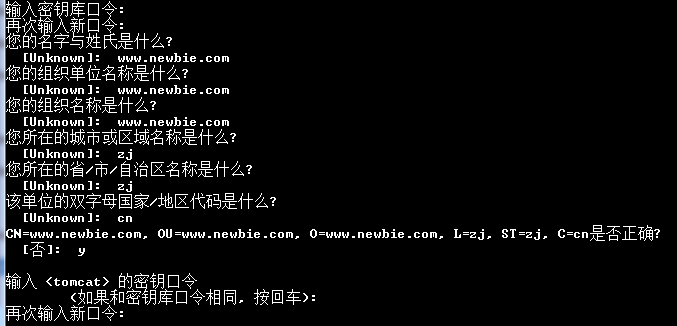 输入密钥库口令:
再次输入新口令:
您的名字与姓氏是什么?
[Unknown]: www.newbie.com
您的组织单位名称是什么?
[Unknown]: www.newbie.com
您的组织名称是什么?
[Unknown]: www.newbie.com
您所在的城市或区域名称是什么?
[Unknown]: zj
您所在的省/市/自治区名称是什么?
[Unknown]: zj
该单位的双字母国家/地区代码是什么?
[Unknown]: cn
CN=www.newbie.com, OU=www.newbie.com, O=www.newbie.com, L=zj, ST=zj, C=cn是否正确?
[否]: y
输入 <tomcat> 的密钥口令
(如果和密钥库口令相同, 按回车):
再次输入新口令: